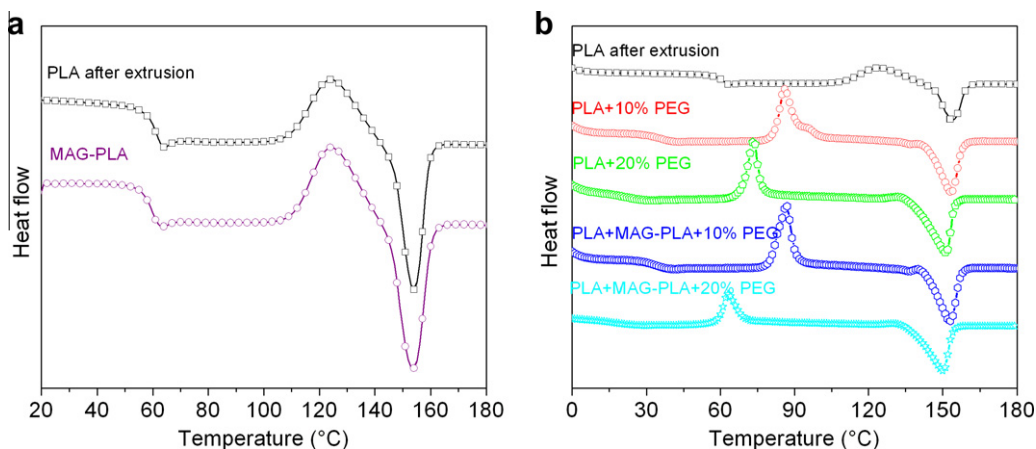 a
PLA after extrusion
MAG-PLA
Heat flow
20 40 60 80 100 120 140 160 180
Temperature (°C)
b
PLA after extrusion
PLA+10% PEG
PLA+20% PEG
PLA+MAG-PLA+10% PEG
PLA+MAG-PLA+20% PEG
Heat flow
0 30 60 90 120 150 180
Temperature (°C)